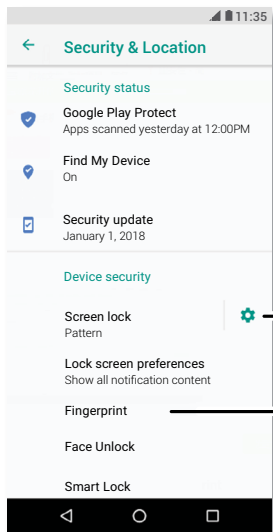 11:35
Security & Location
Security status
Google Play Protect
Apps scanned yesterday at 12:00PM
Find My Device
On
Security update
January 1, 2018
Device security
Screen lock
Pattern
Lock screen preferences
Show all notification content
Fingerprint
Face Unlock
Smart Lock